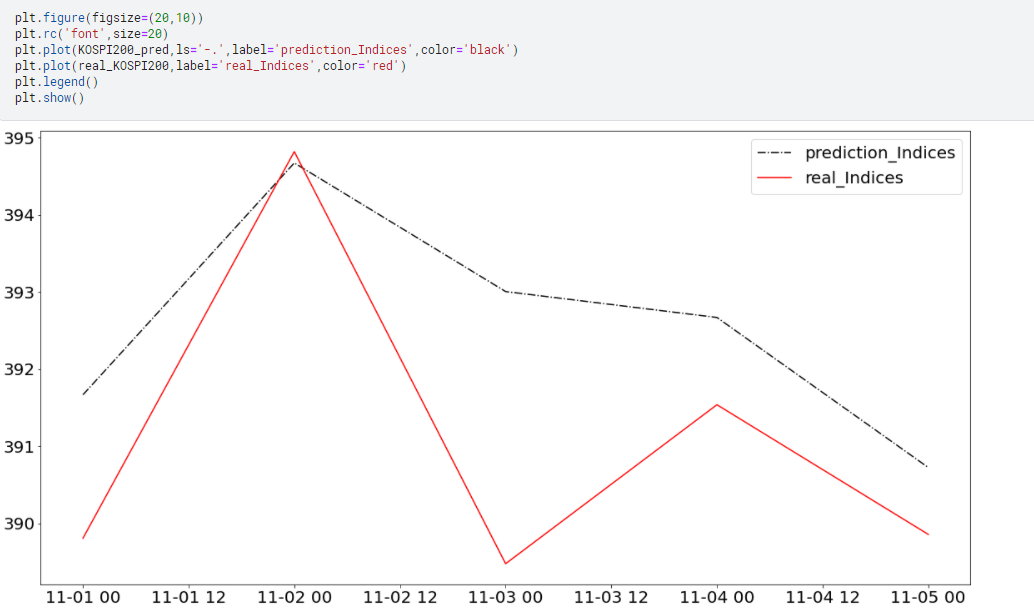 plt.figure(figsize=(20,10))
plt.rc('font',size=20)
plt.plot(KOSPI200_pred,ls='-.',label='prediction_Indices',color='black')
plt.plot(real_KOSPI200,label='real_Indices',color='red')
plt.legend()
plt.show()
395
prediction_Indices
real_Indices
394
393
392
391
390
11-01 00 11-01 12 11-02 00 11-02 12 11-03 00 11-03 12 11-04 00 11-04 12 11-05 00